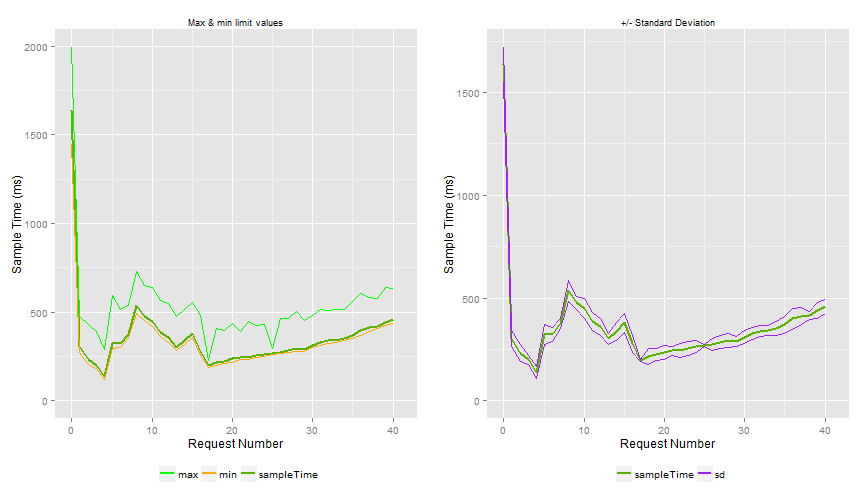 Max & min limit values
2000
1500
1000
500
0
Sample Time (ms)
0 10 20 30 40
Request Number
max min sampleTime
+/- Standard Deviation
1500
1000
500
0
Sample Time (ms)
0 10 20 30 40
Request Number
sampleTime sd